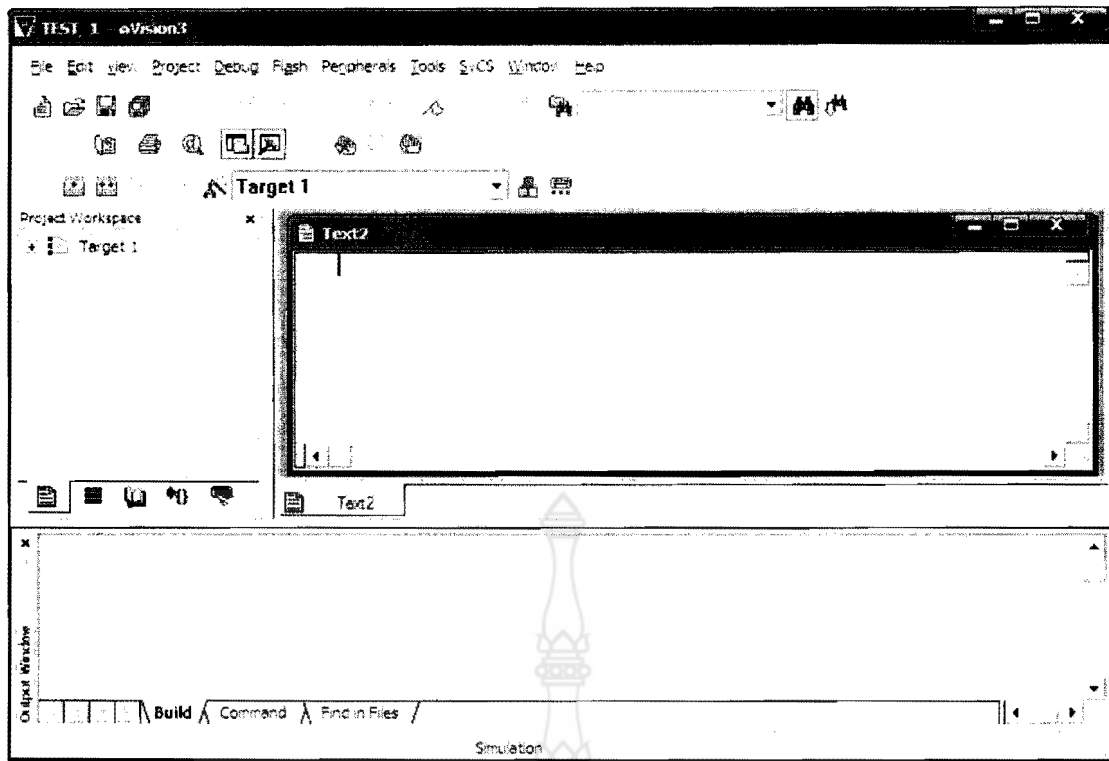 TEST_1 - µVision3
File Edit View Project Debug Flash Peripherals Tools SVCS Window Help
Target 1
Project Workspace
Target 1
Text2
Text2
Output Window
Build Command Find in Files
Simulation